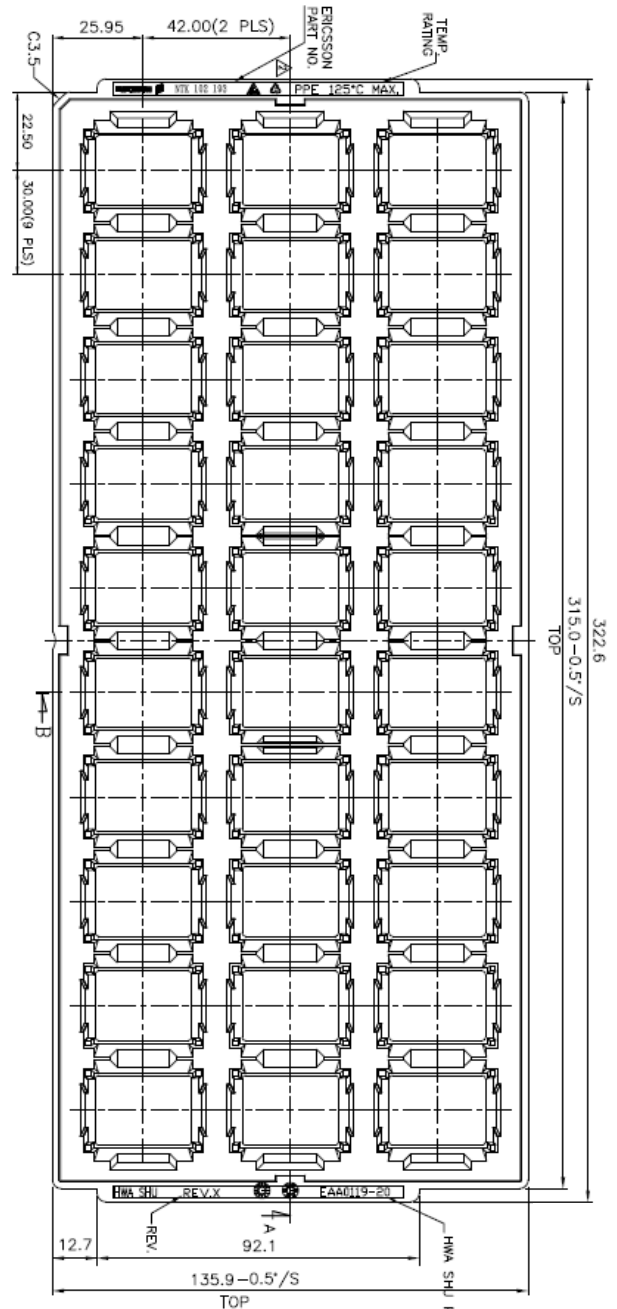 25.95
42.00(2 PLS)
ERICSSON
PART NO.
TEMP.
RATING
C3.5
NTK 102 193
PPE 125°C MAX.
22.50
30.00(9 PLS)
322.6
315.0-0.5°/S
TOP
B
HWA SHU
REV.X
EAA0119-20
A
REV.
HWA SHU
12.7
92.1
135.9-0.5°/S
TOP